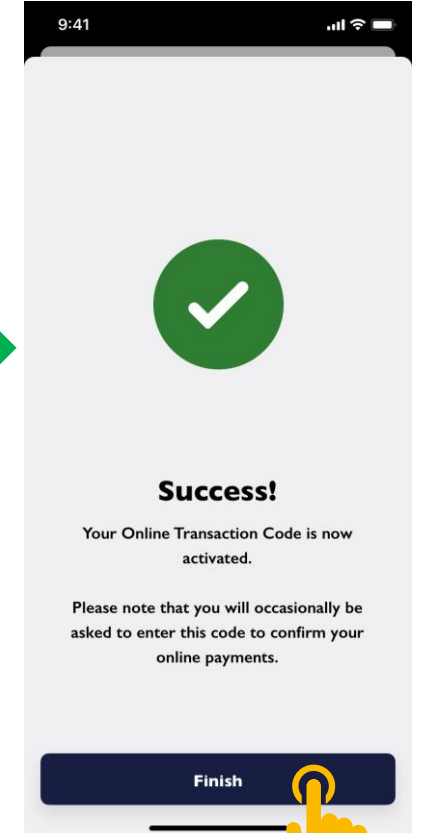 9:41
Success!
Your Online Transaction Code is now
activated.
Please note that you will occasionally be
asked to enter this code to confirm your
online payments.
Finish